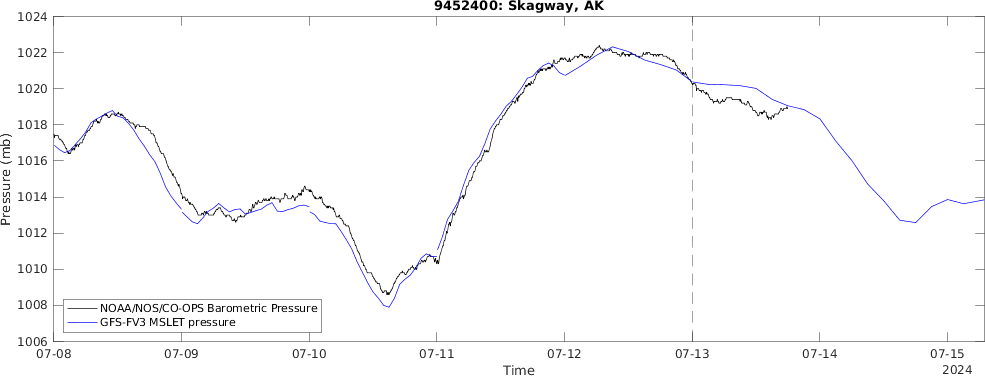 9452400: Skagway, AK
Pressure (mb)
1024
1022
1020
1018
1016
1014
1012
1010
1008
1006
NOAA/NOS/CO-OPS Barometric Pressure
GFS-FV3 MSLET pressure
07-08 07-09 07-10 07-11 07-12 07-13 07-14 07-15
Time 2024